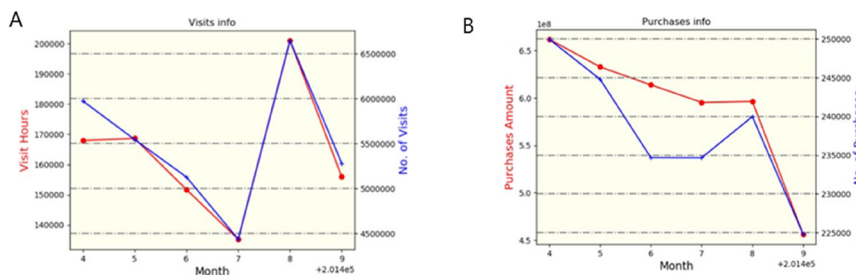 A
Visits info
200000
190000
180000
170000
160000
150000
140000
Visit Hours
6500000
6000000
5500000
5000000
4500000
No. of Visits
4 5 6 7 8 9
Month
+2.014e5
B
Purchases info
1e8
6.5
6.0
5.5
5.0
4.5
Purchases Amount
250000
245000
240000
235000
230000
225000
4 5 6 7 8 9
Month
+2.014e5